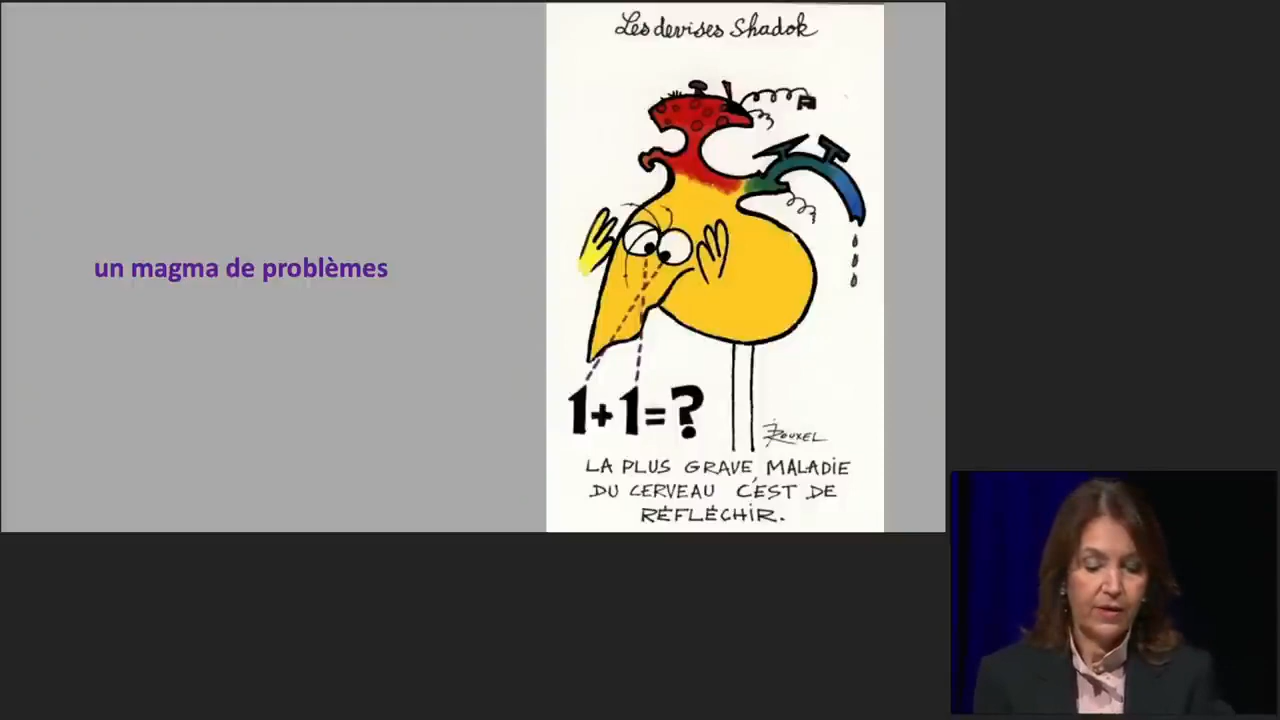 Les devises Shadok
un magma de problèmes
1+1=?
ROUXEL
LA PLUS GRAVE MALADIE
DU CERVEAU C'EST DE
RÉFLÉCHIR.